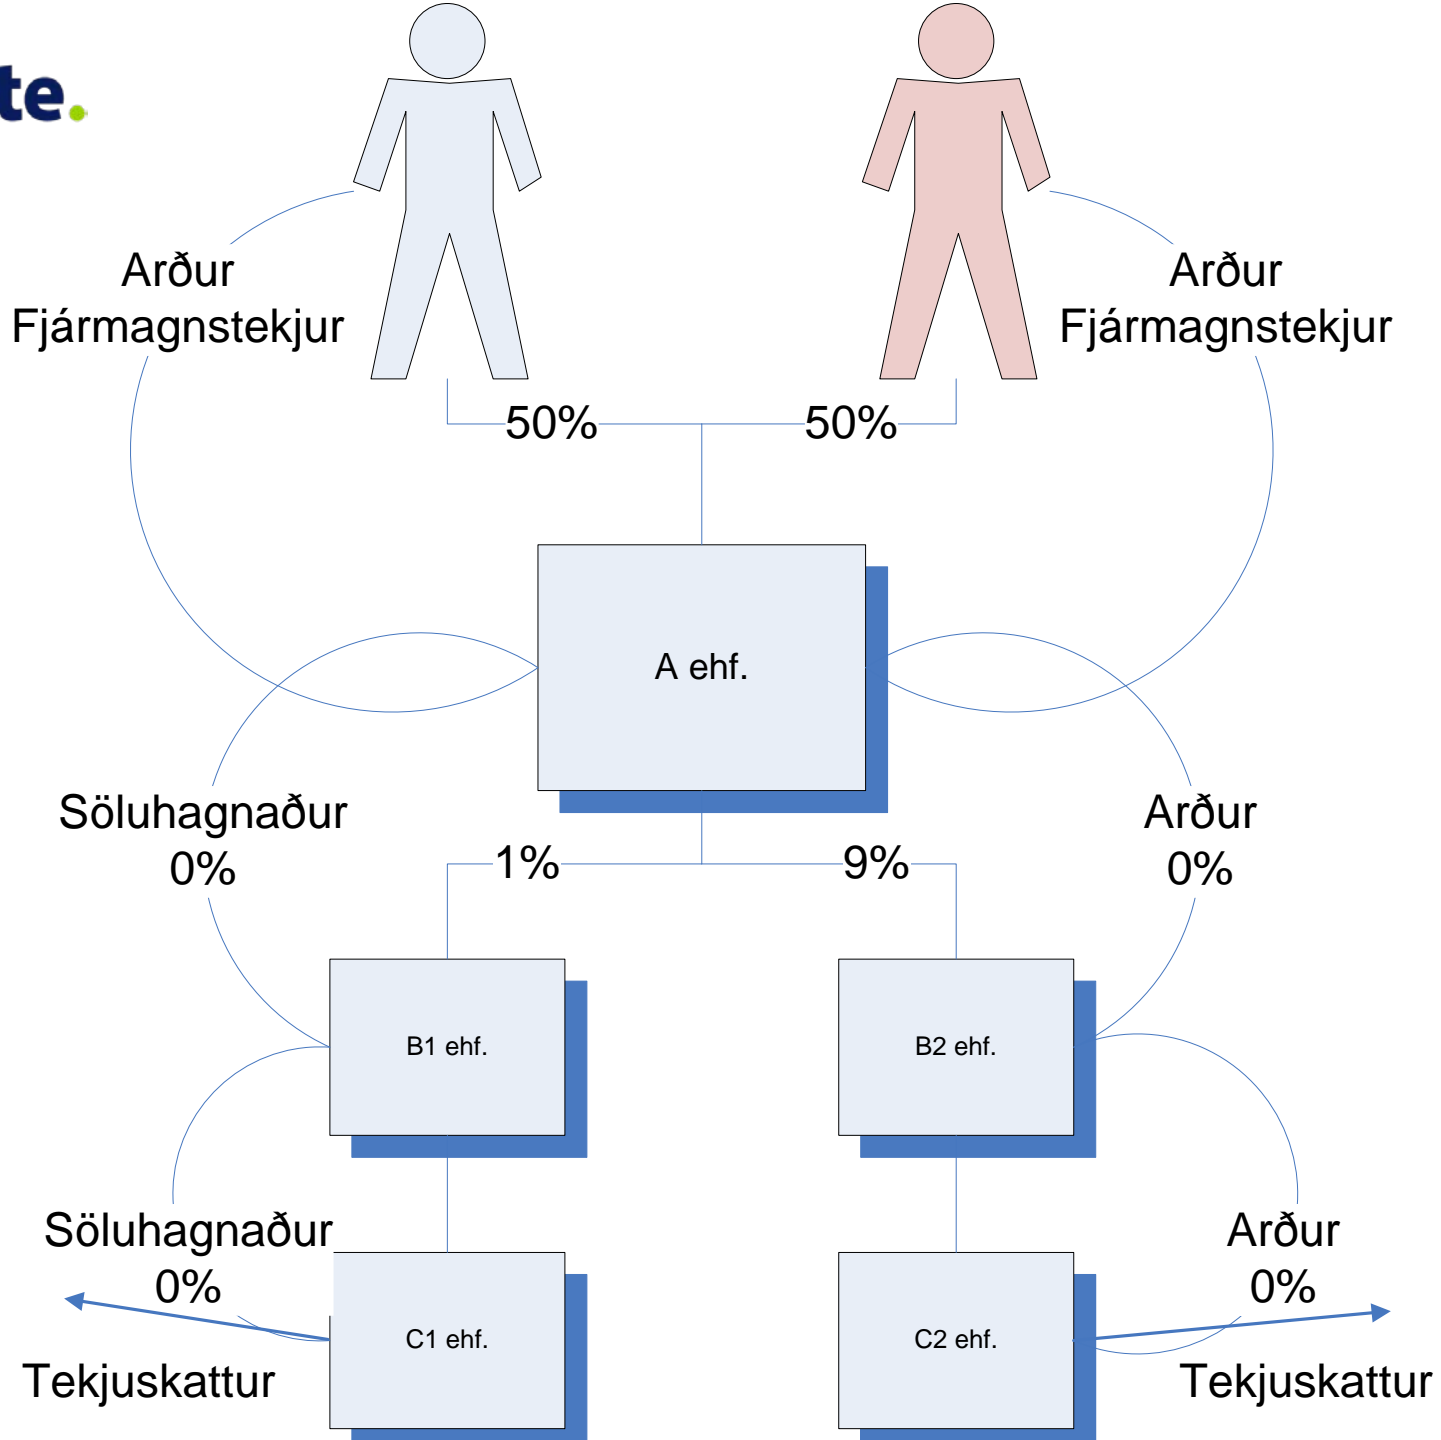 te.
Arður
Fjármagnstekjur
Arður
Fjármagnstekjur
50%
50%
A ehf.
Söluhagnaður
0%
Arður
0%
1%
9%
B1 ehf.
B2 ehf.
Söluhagnaður
0%
Arður
0%
C1 ehf.
C2 ehf.
Tekjuskattur
Tekjuskattur